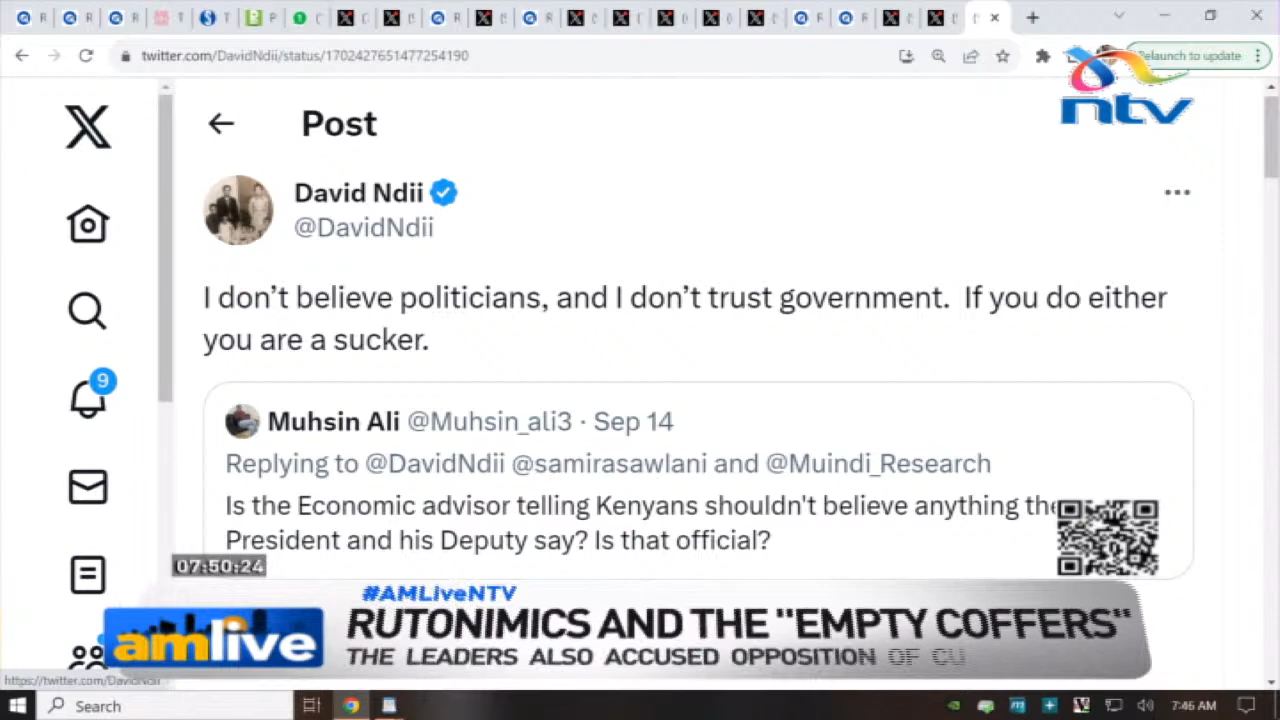 twitter.com/DavidNdii/status/1702427651477254190
Relaunch to update
ntv
Post
David Ndii
@DavidNdii
I don’t believe politicians, and I don’t trust government.  If you do either
you are a sucker.
9
Muhsin Ali @Muhsin_ali3 · Sep 14
Replying to @DavidNdii @samirasawlani and @Muindi_Research
Is the Economic advisor telling Kenyans shouldn't believe anything the
President and his Deputy say? Is that official?
07:50:24
#AMLiveNTV
amlive
RUTONIMICS AND THE "EMPTY COFFERS"
THE LEADERS ALSO ACCUSED OPPOSITION OF CU
https://twitter.com/DavidNdii
Search
7:46 AM